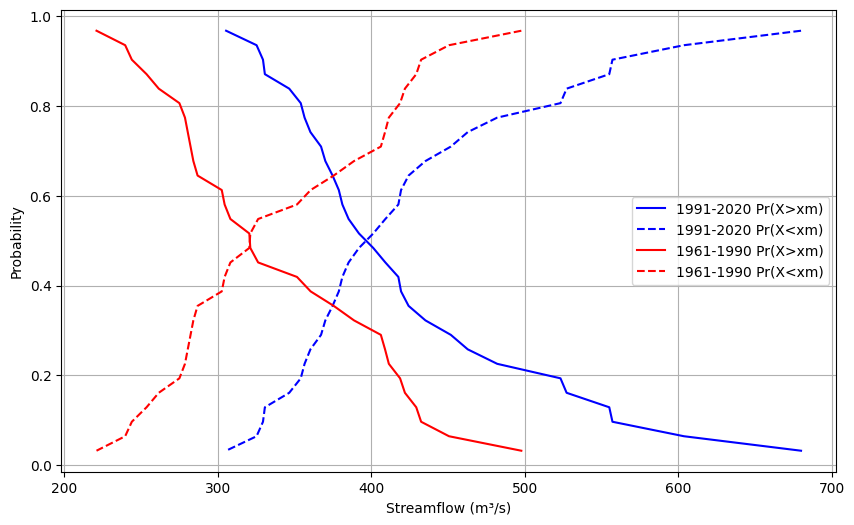 1.0
0.8
0.6
0.4
0.2
0.0
Probability
1991-2020 Pr(X>xm)
1991-2020 Pr(X<xm)
1961-1990 Pr(X>xm)
1961-1990 Pr(X<xm)
200 300 400 500 600 700
Streamflow (m³/s)